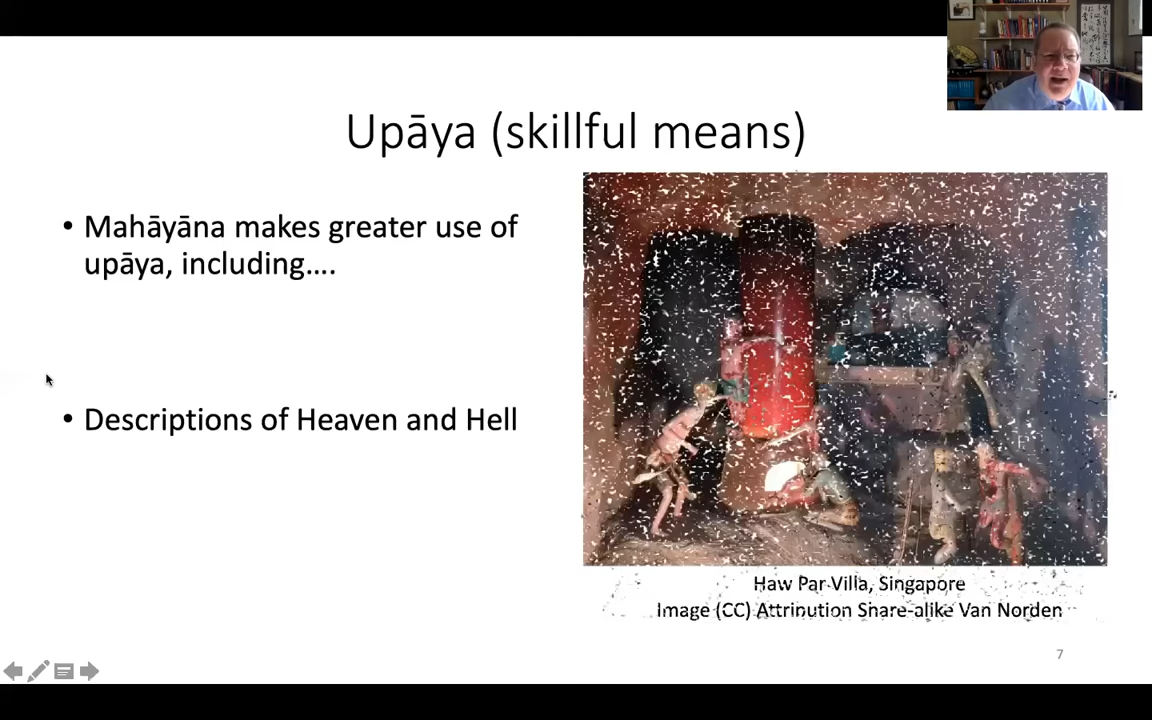 Upāya (skillful means)
• Mahāyāna makes greater use of
upāya, including....
• Descriptions of Heaven and Hell
Haw Par Villa, Singapore
Image (CC) Attribution Share-alike Van Norden
7